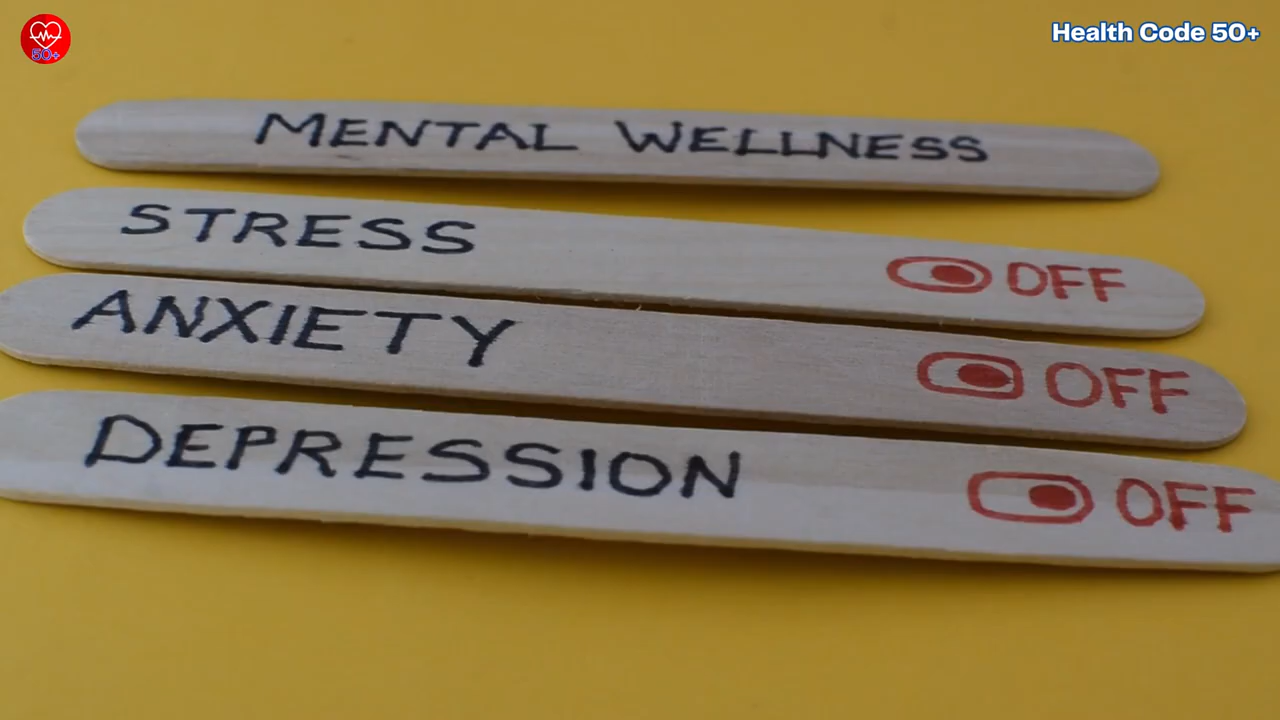 Health Code 50+
50+
MENTAL WELLNESS
STRESS OFF
ANXIETY OFF
DEPRESSION OFF